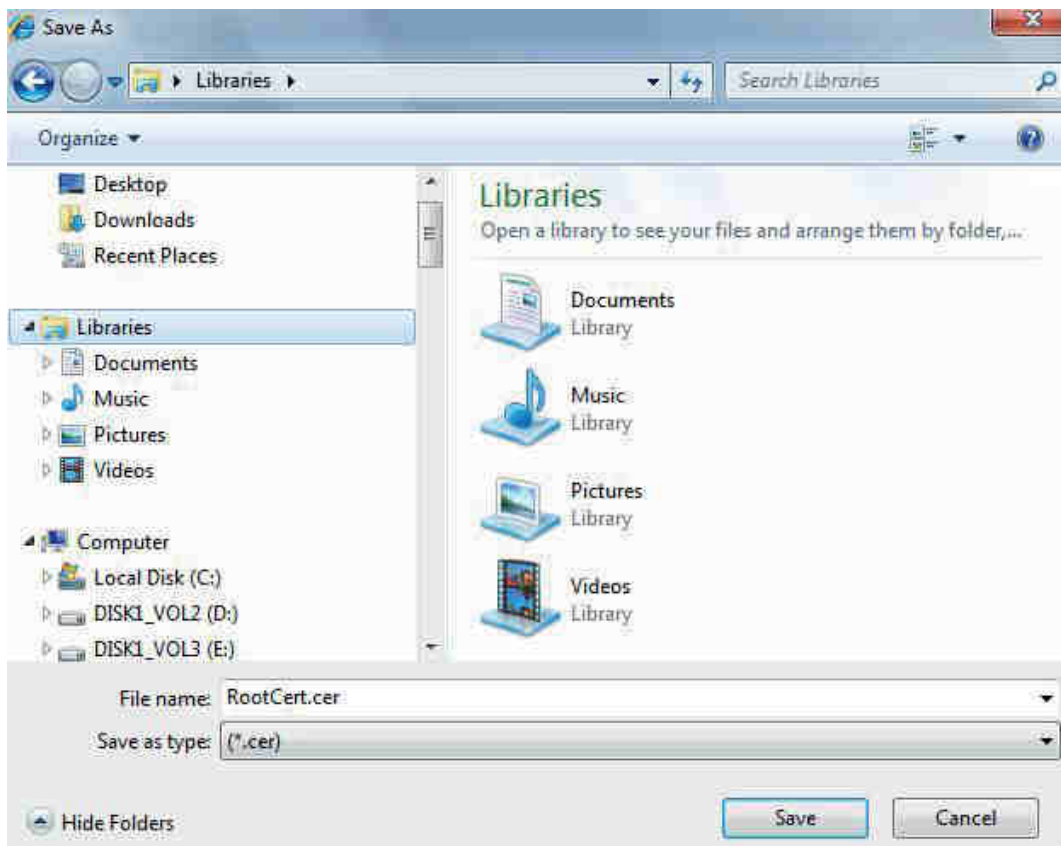 Save As
Libraries
Search Libraries
Organize
Desktop
Downloads
Recent Places
Libraries
Documents
Music
Pictures
Videos
Computer
Local Disk (C:)
DISK1_VOL2 (D:)
DISK1_VOL3 (E:)
Libraries
Open a library to see your files and arrange them by folder,...
Documents
Library
Music
Library
Pictures
Library
Videos
Library
File name: RootCert.cer
Save as type: (*.cer)
Hide Folders
Save
Cancel